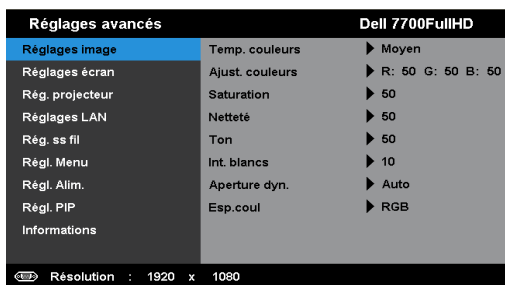 Réglages avancés Dell 7700FullHD
Réglages image Temp. couleurs Moyen
Réglages écran Ajust. couleurs R: 50 G: 50 B: 50
Rég. projecteur Saturation 50
Réglages LAN Netteté 50
Rég. ss fil Ton 50
Régl. Menu Int. blancs 10
Régl. Alim. Aperture dyn. Auto
Régl. PIP Esp.coul RGB
Informations
Résolution : 1920 x 1080